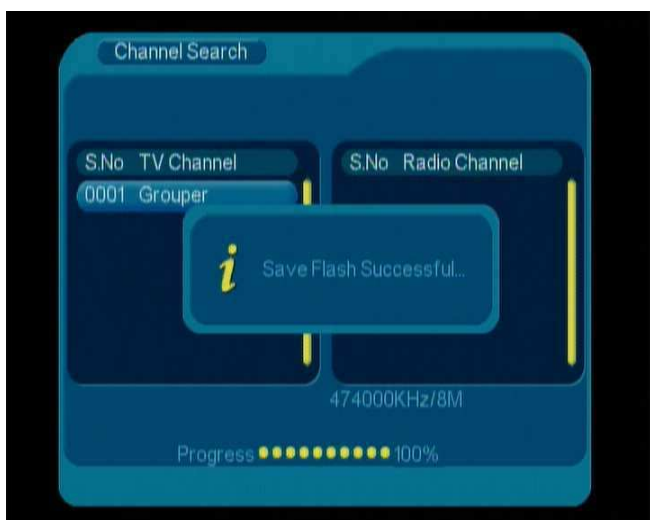 Channel Search
S.No TV Channel
S.No Radio Channel
0001 Grouper
Save Flash Successful...
474000KHz/8M
Progress 100%